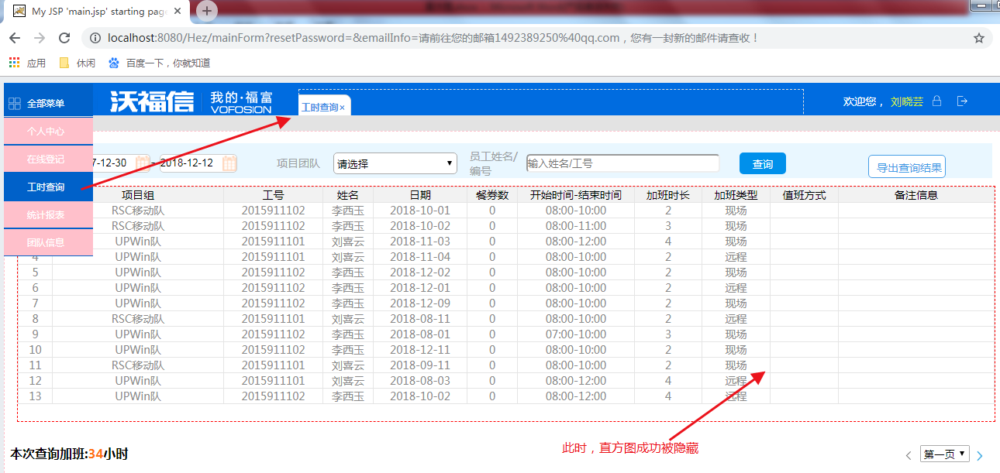 My JSP 'main.jsp' starting page
localhost:8080/Hez/mainForm?resetPassword=&emailInfo=请前往您的邮箱1492389250%40qq.com，您有一封新的邮件请查收！
应用 休闲 百度一下，你就知道
全部菜单 沃福信 我的·福富 VOFOSION 工时查询× 欢迎您，刘晓芸
个人中心
在线登记
工时查询
统计报表
团队信息
7-12-30 - 2018-12-12 项目团队 请选择 员工姓名/编号 输入姓名/工号 查询 导出查询结果
项目组 工号 姓名 日期 餐券数 开始时间-结束时间 加班时长 加班类型 值班方式 备注信息
RSC移动队 2015911102 李西玉 2018-10-01 0 08:00-10:00 2 现场
RSC移动队 2015911102 李西玉 2018-10-02 0 08:00-11:00 3 现场
UPWin队 2015911101 刘喜云 2018-11-03 0 08:00-12:00 4 现场
4 UPWin队 2015911101 刘喜云 2018-11-04 0 08:00-10:00 2 远程
5 UPWin队 2015911102 李西玉 2018-12-02 0 08:00-10:00 2 现场
6 UPWin队 2015911102 李西玉 2018-12-01 0 08:00-10:00 2 远程
7 UPWin队 2015911102 李西玉 2018-12-09 0 08:00-10:00 2 现场
8 RSC移动队 2015911101 刘喜云 2018-08-11 0 08:00-10:00 2 远程
9 UPWin队 2015911102 李西玉 2018-08-01 0 07:00-10:00 3 现场
10 UPWin队 2015911102 李西玉 2018-12-11 0 08:00-10:00 2 现场
11 RSC移动队 2015911101 刘喜云 2018-09-11 0 08:00-10:00 2 现场
12 UPWin队 2015911101 刘喜云 2018-08-03 0 08:00-12:00 4 远程
13 UPWin队 2015911102 李西玉 2018-10-02 0 08:00-12:00 4 远程
此时，直方图成功被隐藏
本次查询加班:34小时 第一页